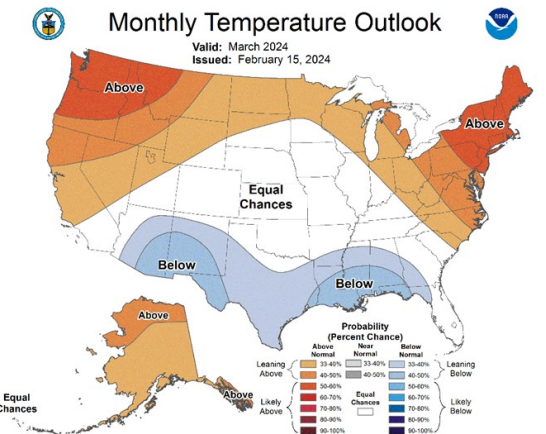 Monthly Temperature Outlook
NOAA
Valid: March 2024
Issued: February 15, 2024
Above
Above
Equal
Chances
Below
Below
Above
Above
Equal
Chances
Probability
(Percent Chance)
Above
Normal
Near
Normal
Below
Normal
Leaning
Above
33-40% 33-40% 33-40%
40-50% 40-50% 40-50%
Leaning
Below
50-60% 50-60%
Likely
Above
60-70% Equal 60-70%
70-80% Chances 70-80%
80-90% 80-90%
90-100% 90-100%
Likely
Below